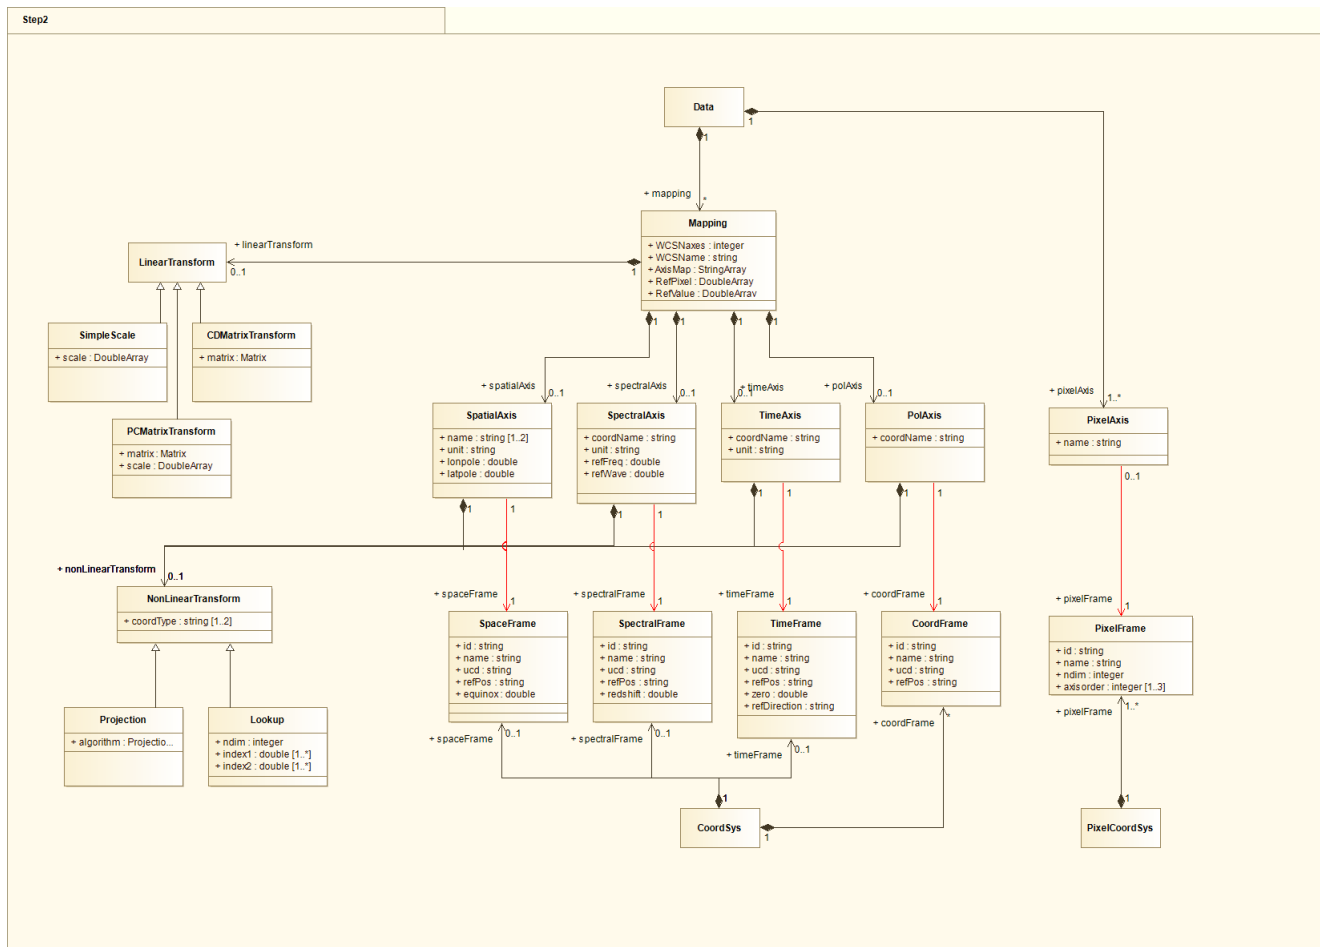 Step2
Data
1
1
+ mapping
*
Mapping
+ WCSNaxes : integer
+ WCSName : string
+ AxisMap : StringArray
+ RefPixel : DoubleArray
+ RefValue : DoubleArray
+ linearTransform
0..1
1
LinearTransform
SimpleScale
+ scale : DoubleArray
CDMatrixTransform
+ matrix : Matrix
PCMatrixTransform
+ matrix : Matrix
+ scale : DoubleArray
1
1
1
1
+ spatialAxis
0..1
+ spectralAxis
0..1
+ timeAxis
0..1
+ polAxis
0..1
+ pixelAxis
1..*
SpatialAxis
+ name : string [1..2]
+ unit : string
+ lonpole : double
+ latpole : double
SpectralAxis
+ coordName : string
+ unit : string
+ refFreq : double
+ refWave : double
TimeAxis
+ coordName : string
+ unit : string
PolAxis
+ coordName : string
PixelAxis
+ name : string
1
1
1
1
1
1
1
1
0..1
+ nonLinearTransform
0..1
NonLinearTransform
+ coordType : string [1..2]
Projection
+ algorithm : Projectio...
Lookup
+ ndim : integer
+ index1 : double [1..*]
+ index2 : double [1..*]
+ spaceFrame
1
+ spectralFrame
1
+ timeFrame
1
+ coordFrame
1
+ pixelFrame
1
SpaceFrame
+ id : string
+ name : string
+ ucd : string
+ refPos : string
+ equinox : double
SpectralFrame
+ id : string
+ name : string
+ ucd : string
+ refPos : string
+ redshift : double
TimeFrame
+ id : string
+ name : string
+ ucd : string
+ refPos : string
+ zero : double
+ refDirection : string
CoordFrame
+ id : string
+ name : string
+ ucd : string
+ refPos : string
PixelFrame
+ id : string
+ name : string
+ ndim : integer
+ axisorder : integer [1..3]
+ spaceFrame
0..1
+ spectralFrame
0..1
+ timeFrame
0..1
+ coordFrame
*
+ pixelFrame
1..*
1
CoordSys
1
1
PixelCoordSys